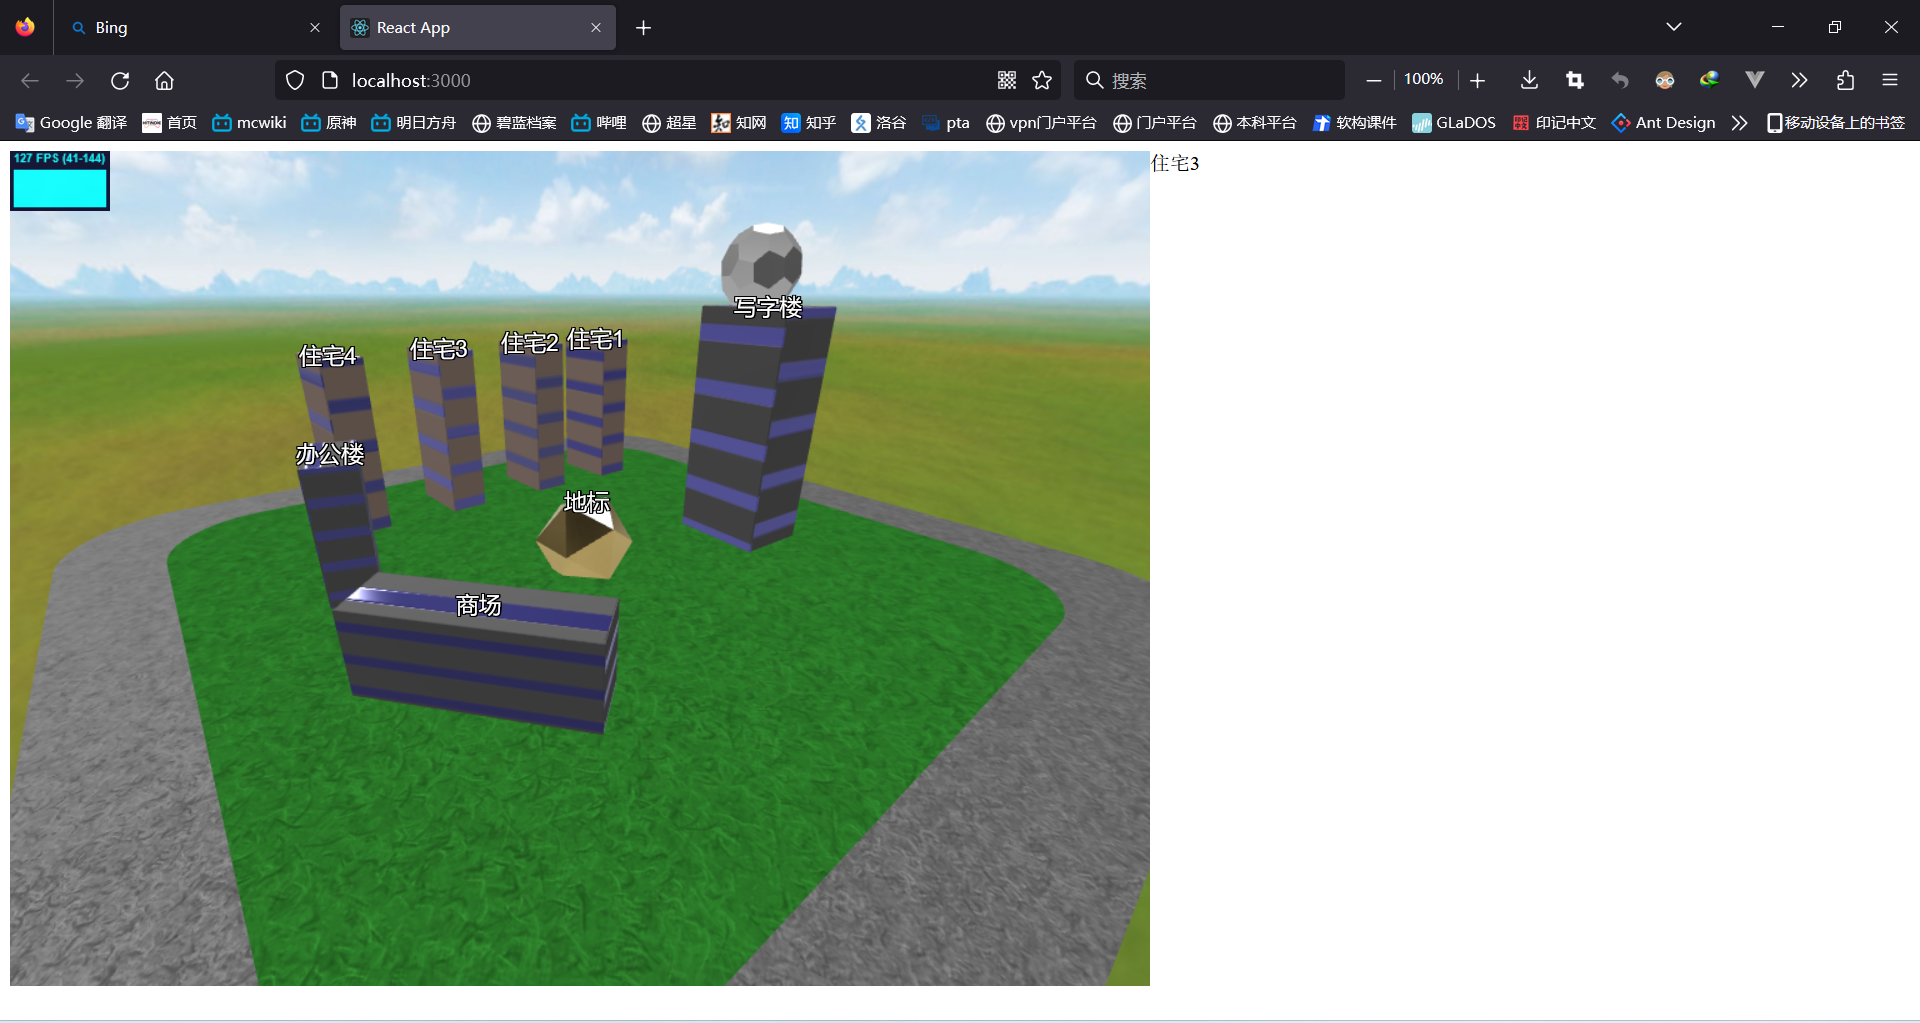 Bing
React App
localhost:3000
搜索
100%
Google 翻译
首页
mcwiki
原神
明日方舟
碧蓝档案
哔哩
超星
知网
知 知乎
洛谷
pta
vpn门户平台
门户平台
本科平台
软构课件
GLaDOS
印记中文
Ant Design
移动设备上的书签
127 FPS (41-144)
住宅3
写字楼
住宅4
住宅3
住宅2
住宅1
办公楼
地标
商场